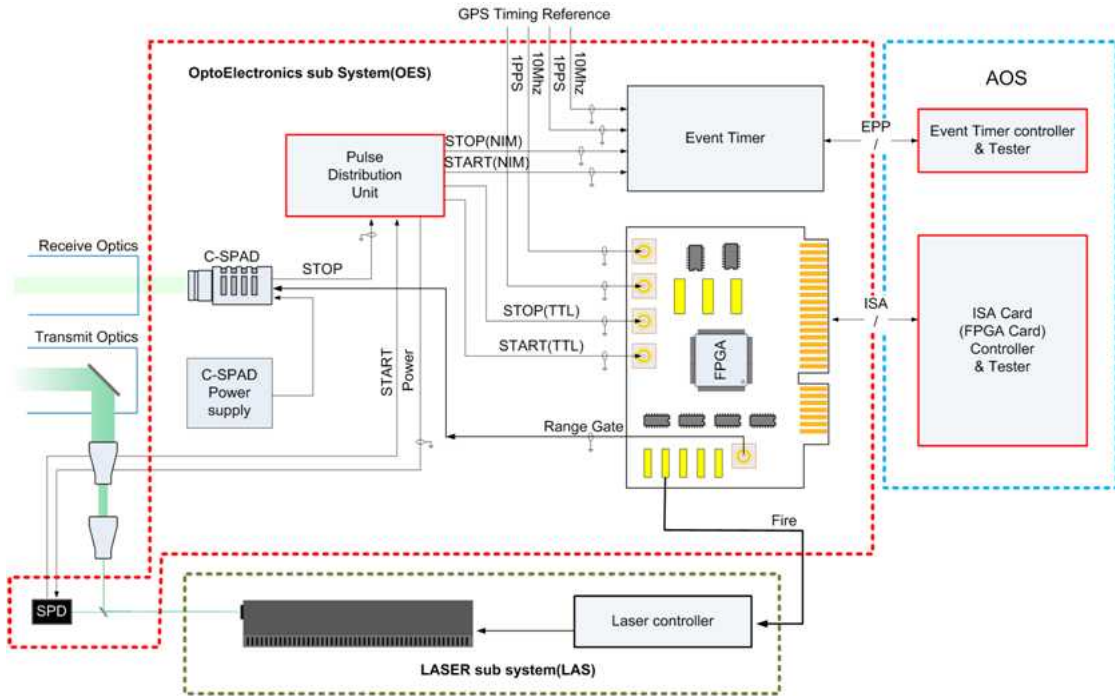 GPS Timing Reference
1PPS
10Mhz
1PPS
10Mhz
OptoElectronics sub System(OES)
AOS
Event Timer
EPP
Event Timer controller
& Tester
STOP(NIM)
START(NIM)
Pulse
Distribution
Unit
Receive Optics
C-SPAD
STOP
Transmit Optics
C-SPAD
Power
supply
START
Power
STOP(TTL)
START(TTL)
FPGA
ISA
ISA Card
(FPGA Card)
Controller
& Tester
Range Gate
Fire
SPD
Laser controller
LASER sub system(LAS)